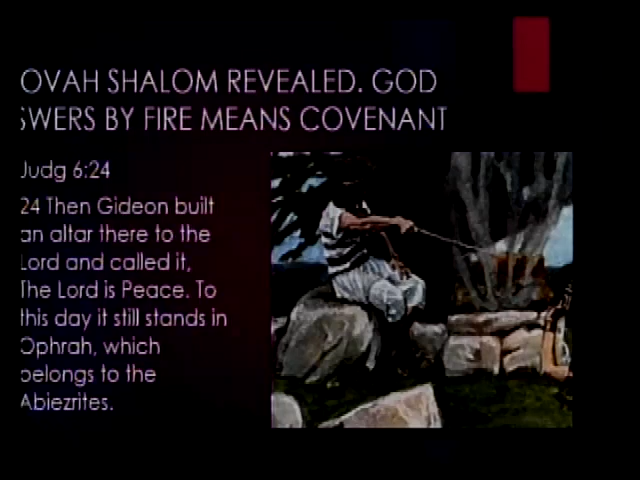 OVAH SHALOM REVEALED. GOD
SWERS BY FIRE MEANS COVENANT
Judg 6:24
24 Then Gideon built
an altar there to the
Lord and called it,
The Lord is Peace. To
this day it still stands in
Ophrah, which
belongs to the
Abiezrites.